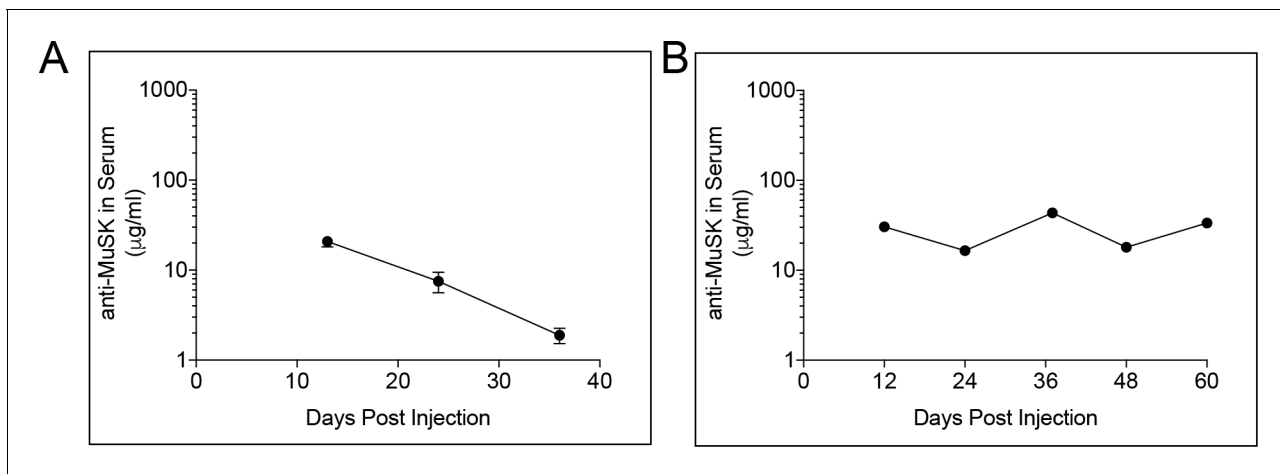 A
anti-MuSK in Serum
(μg/ml)
1000
100
10
1
0 10 20 30 40
Days Post Injection
B
anti-MuSK in Serum
(μg/ml)
1000
100
10
1
0 12 24 36 48 60
Days Post Injection